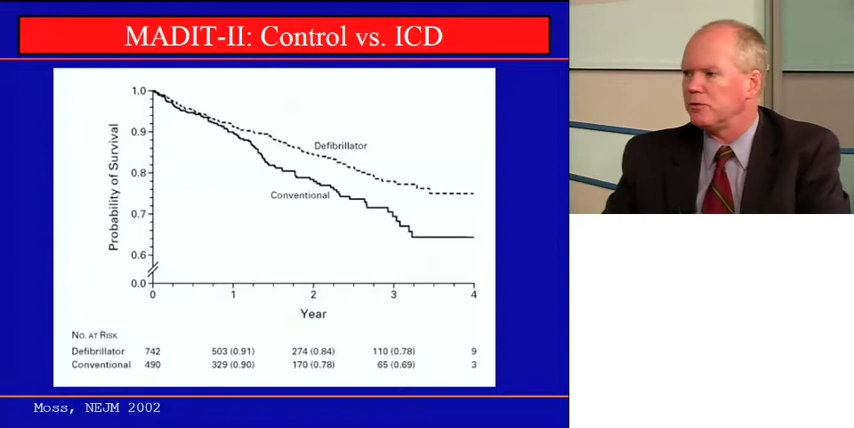 MADIT-II: Control vs. ICD
1.0
0.9
0.8
0.7
0.6
0.0
Probability of Survival
Defibrillator
Conventional
0 1 2 3 4
Year
NO. AT RISK
Defibrillator 742 503 (0.91) 274 (0.84) 110 (0.78) 9
Conventional 490 329 (0.90) 170 (0.78) 65 (0.69) 3
Moss, NEJM 2002